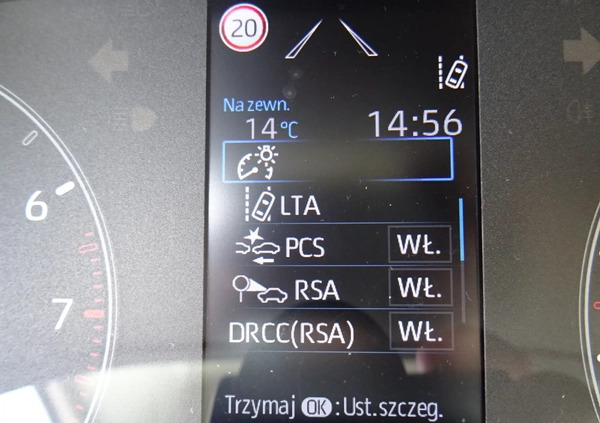 20
Na zewn.
14°C
14:56
6
7
LTA
PCS WŁ.
RSA WŁ.
DRCC(RSA) WŁ.
Trzymaj OK :Ust.szczeg.